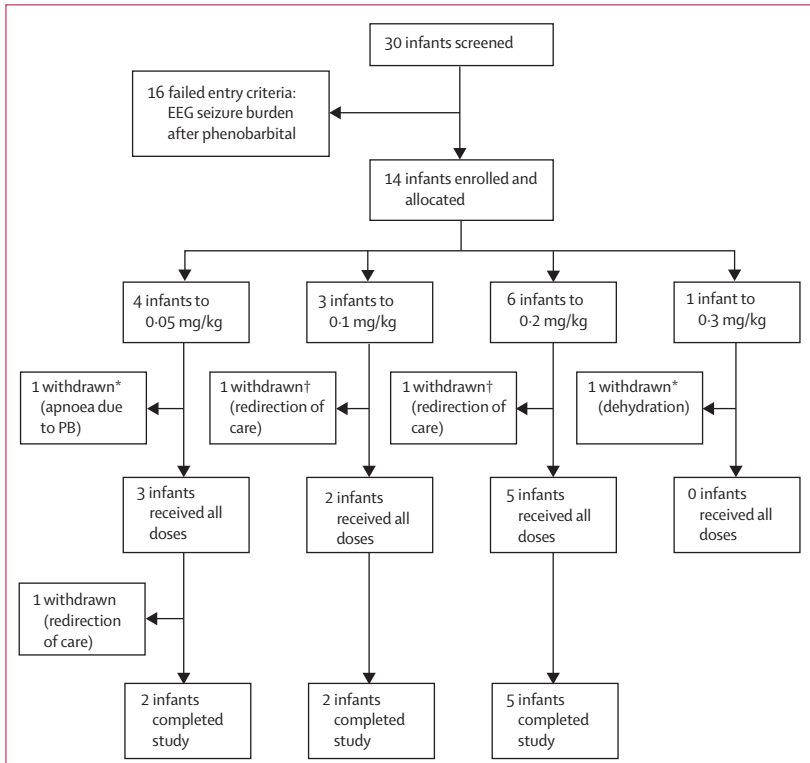 30 infants screened
16 failed entry criteria:
EEG seizure burden
after phenobarbital
14 infants enrolled and
allocated
4 infants to
0·05 mg/kg
3 infants to
0·1 mg/kg
6 infants to
0·2 mg/kg
1 infant to
0·3 mg/kg
1 withdrawn*
(apnoea due
to PB)
1 withdrawn†
(redirection of
care)
1 withdrawn†
(redirection of
care)
1 withdrawn*
(dehydration)
3 infants
received all
doses
2 infants
received all
doses
5 infants
received all
doses
0 infants
received all
doses
1 withdrawn
(redirection
of care)
2 infants
completed
study
2 infants
completed
study
5 infants
completed
study